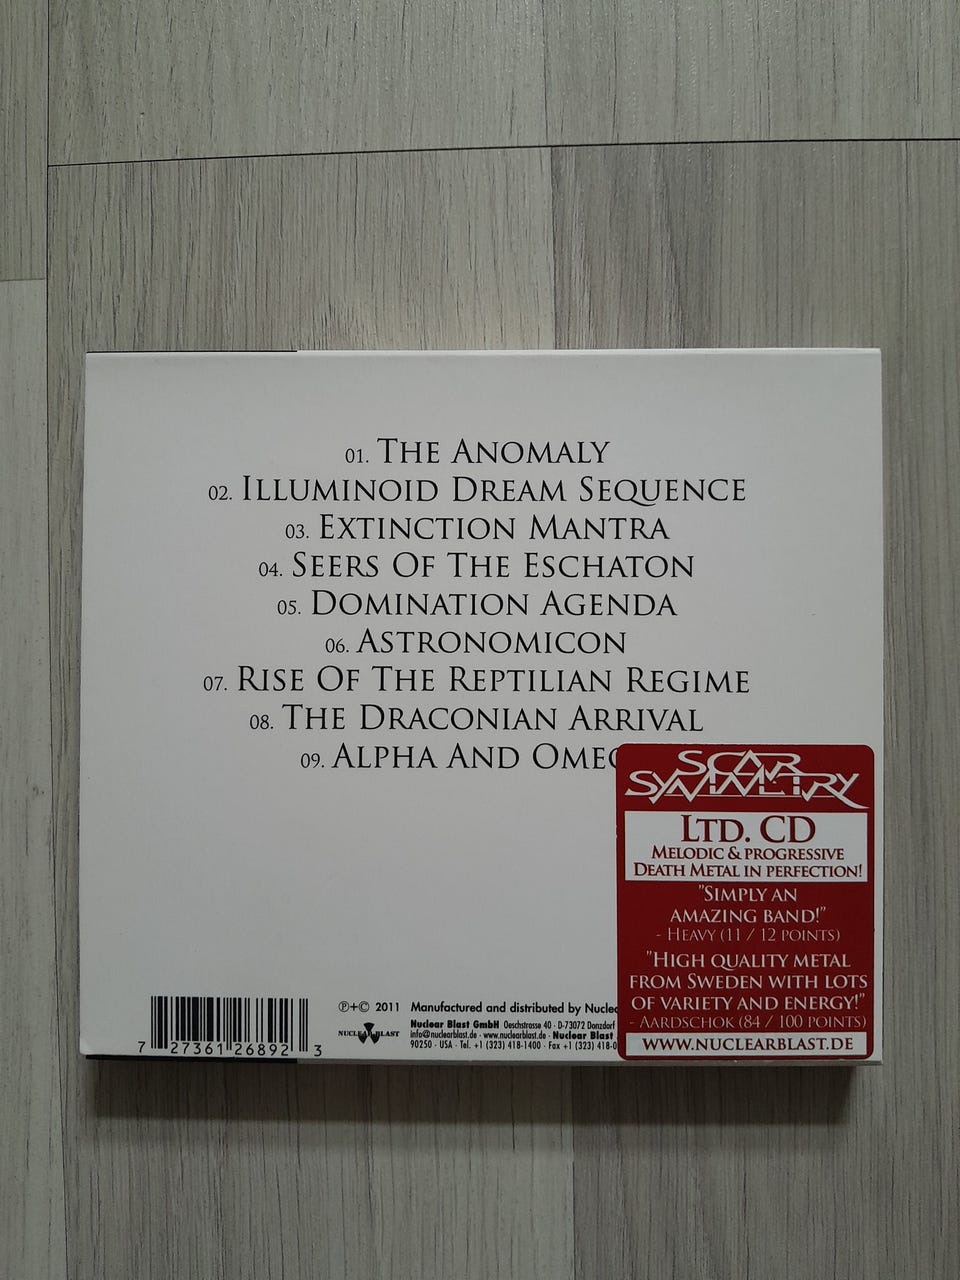 01. The Anomaly
02. Illuminoid Dream Sequence
03. Extinction Mantra
04. Seers Of The Eschaton
05. Domination Agenda
06. Astronomicon
07. Rise Of The Reptilian Regime
08. The Draconian Arrival
09. Alpha And Omeg
SCAR
SYMMETRY
Ltd. CD
Melodic & progressive
Death Metal in perfection!
"Simply an
amazing band!"
- Heavy (11 / 12 points)
"High quality metal
from Sweden with lots
of variety and energy!"
- Aardschok (84 / 100 points)
www.nuclearblast.de
7 27361 26892 3
NUCLEAR BLAST
℗+© 2011 Manufactured and distributed by Nuclea
Nuclear Blast GmbH Oeschstrasse 40 · D-73072 Donzdorf
info@nuclearblast.de · www.nuclearblast.de · Nuclear Blast
90250 · USA · Tel. +1 (323) 418-1400 · Fax +1 (323) 418-0